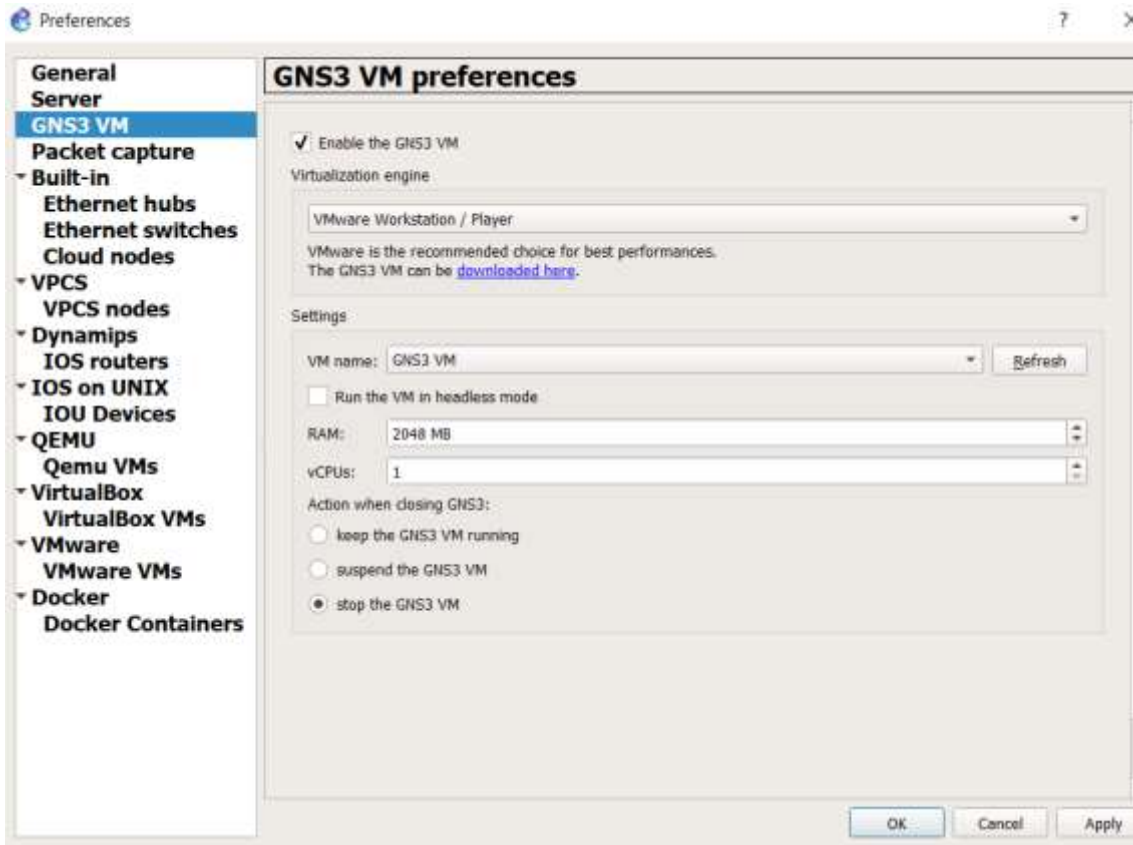 Preferences
?
General
Server
GNS3 VM
Packet capture
Built-in
Ethernet hubs
Ethernet switches
Cloud nodes
VPCS
VPCS nodes
Dynamips
IOS routers
IOS on UNIX
IOU Devices
QEMU
Qemu VMs
VirtualBox
VirtualBox VMs
VMware
VMware VMs
Docker
Docker Containers
GNS3 VM preferences
Enable the GNS3 VM
Virtualization engine
VMware Workstation / Player
VMware is the recommended choice for best performances.
The GNS3 VM can be downloaded here.
Settings
VM name: GNS3 VM Refresh
Run the VM in headless mode
RAM: 2048 MB
vCPUs: 1
Action when closing GNS3:
keep the GNS3 VM running
suspend the GNS3 VM
stop the GNS3 VM
OK Cancel Apply